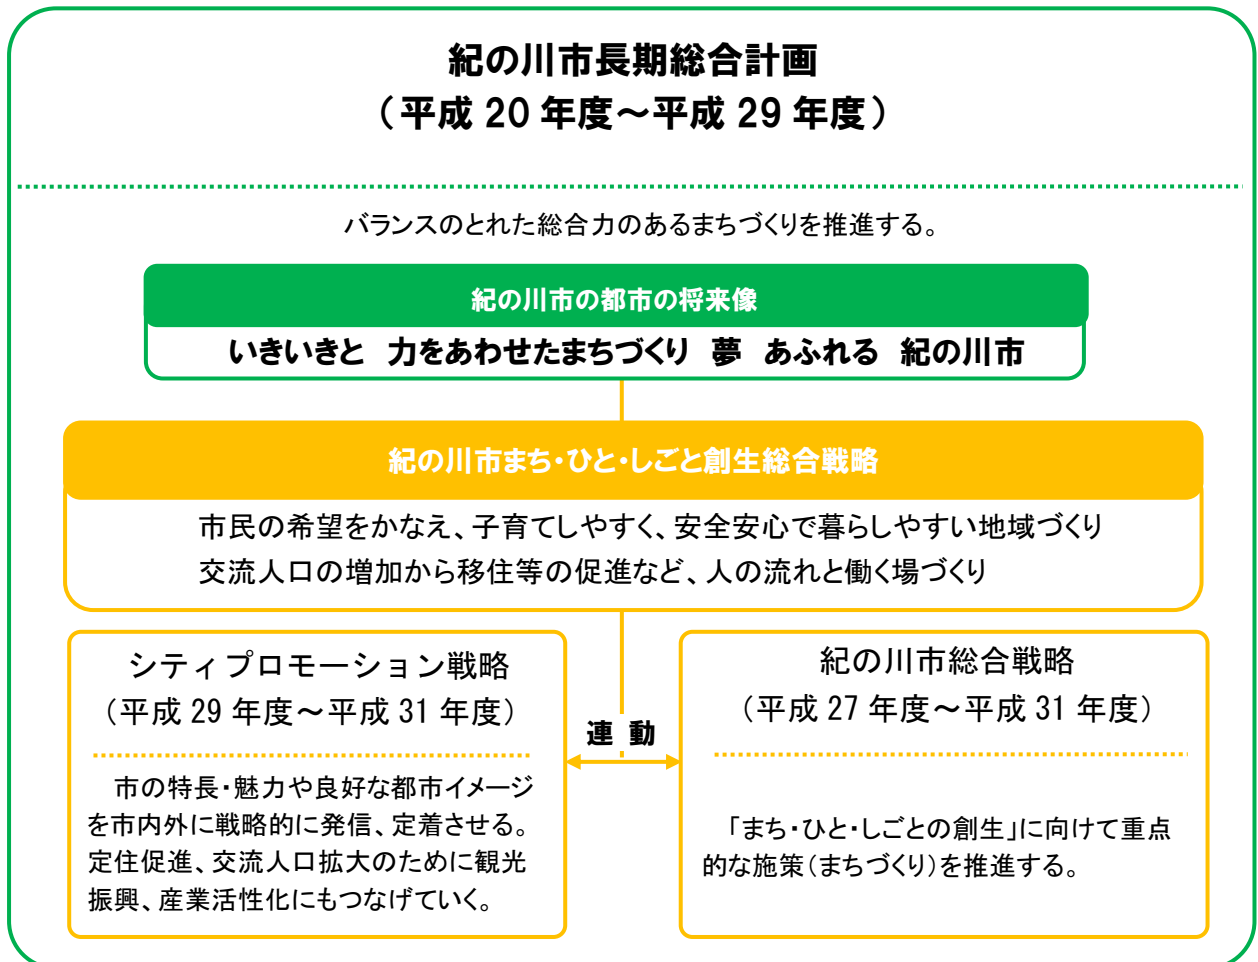 紀の川市長期総合計画
（平成 20 年度～平成 29 年度）
バランスのとれた総合力のあるまちづくりを推進する。
紀の川市の都市の将来像
いきいきと 力をあわせたまちづくり 夢 あふれる 紀の川市
紀の川市まち・ひと・しごと創生総合戦略
市民の希望をかなえ、子育てしやすく、安全安心で暮らしやすい地域づくり
交流人口の増加から移住等の促進など、人の流れと働く場づくり
シティプロモーション戦略
（平成 29 年度～平成 31 年度）
市の特長・魅力や良好な都市イメージ
を市内外に戦略的に発信、定着させる。
定住促進、交流人口拡大のために観光
振興、産業活性化にもつなげていく。
連 動
紀の川市総合戦略
（平成 27 年度～平成 31 年度）
「まち・ひと・しごとの創生」に向けて重点
的な施策（まちづくり）を推進する。